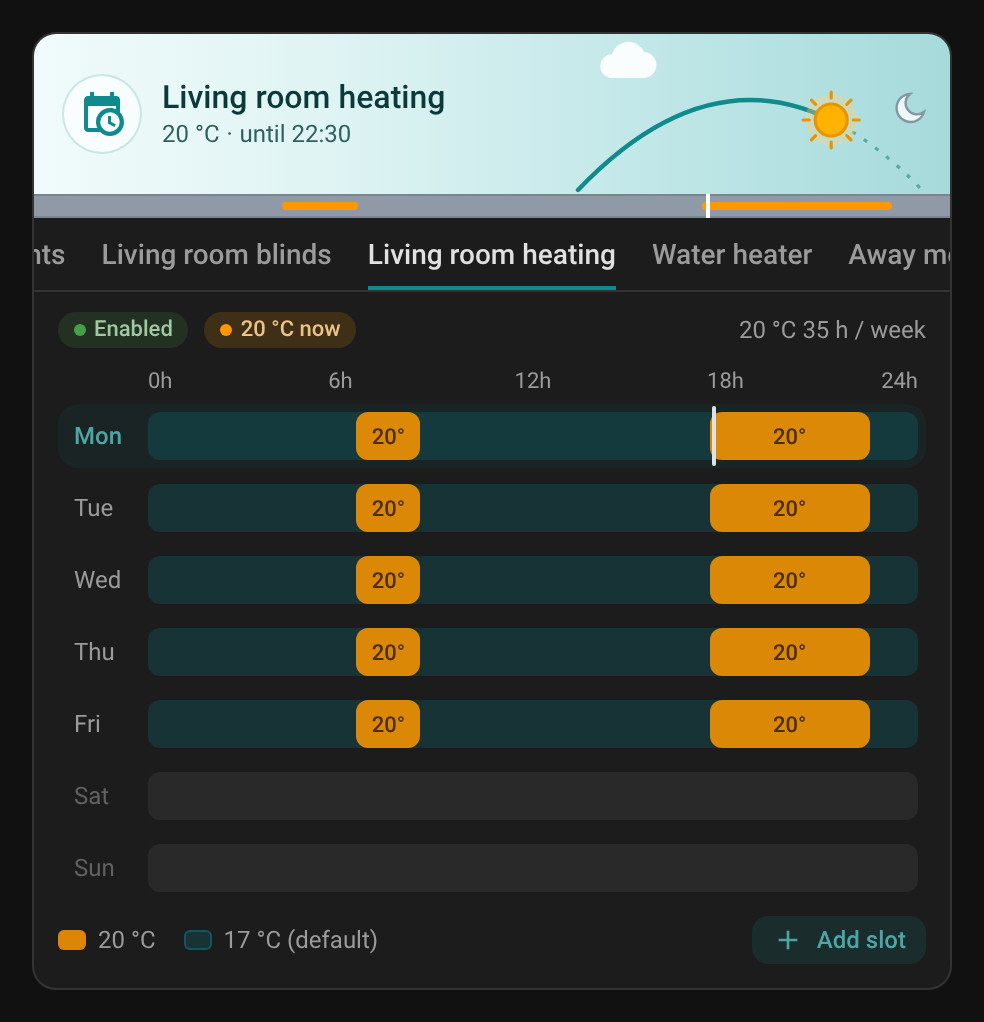 Living room heating
20 °C · until 22:30
Living room blinds Living room heating Water heater Away
Enabled 20 °C now 20 °C 35 h / week
0h 6h 12h 18h 24h
Mon 20° 20°
Tue 20° 20°
Wed 20° 20°
Thu 20° 20°
Fri 20° 20°
Sat
Sun
20 °C 17 °C (default) + Add slot